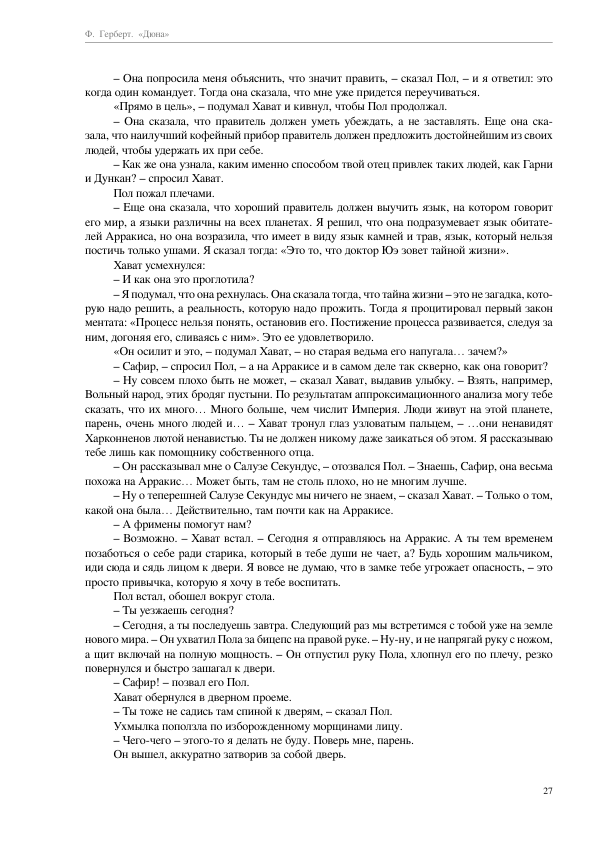 Ф. Герберт. «Дюна»
– Она попросила меня объяснить, что значит править, – сказал Пол, – и я ответил: это
когда один командует. Тогда она сказала, что мне уже придется переучиваться.
«Прямо в цель», – подумал Хават и кивнул, чтобы Пол продолжал.
– Она сказала, что правитель должен уметь убеждать, а не заставлять. Еще она ска-
зала, что наилучший кофейный прибор правитель должен предложить достойнейшим из своих
людей, чтобы удержать их при себе.
– Как же она узнала, каким именно способом твой отец привлек таких людей, как Гарни
и Дункан? – спросил Хават.
Пол пожал плечами.
– Еще она сказала, что хороший правитель должен выучить язык, на котором говорит
его мир, а языки различны на всех планетах. Я решил, что она подразумевает язык обитате-
лей Арракиса, но она возразила, что имеет в виду язык камней и трав, язык, который нельзя
постичь только ушами. Я сказал тогда: «Это то, что доктор Юэ зовет тайной жизни».
Хават усмехнулся:
– И как она это проглотила?
– Я подумал, что она рехнулась. Она сказала тогда, что тайна жизни – это не загадка, кото-
рую надо решить, а реальность, которую надо прожить. Тогда я процитировал первый закон
ментата: «Процесс нельзя понять, остановив его. Постижение процесса развивается, следуя за
ним, догоняя его, сливаясь с ним». Это ее удовлетворило.
«Он осилит и это, – подумал Хават, – но старая ведьма его напугала… зачем?»
– Сафир, – спросил Пол, – а на Арракисе и в самом деле так скверно, как она говорит?
– Ну совсем плохо быть не может, – сказал Хават, выдавив улыбку. – Взять, например,
Вольный народ, этих бродяг пустыни. По результатам аппроксимационного анализа могу тебе
сказать, что их много… Много больше, чем числит Империя. Люди живут на этой планете,
парень, очень много людей и… – Хават тронул глаз узловатым пальцем, – …они ненавидят
Харконненов лютой ненавистью. Ты не должен никому даже заикаться об этом. Я рассказываю
тебе лишь как помощнику собственного отца.
– Он рассказывал мне о Салузе Секундус, – отозвался Пол. – Знаешь, Сафир, она весьма
похожа на Арракис… Может быть, там не столь плохо, но не многим лучше.
– Ну о теперешней Салузе Секундус мы ничего не знаем, – сказал Хават. – Только о том,
какой она была… Действительно, там почти как на Арракисе.
– А фримены помогут нам?
– Возможно. – Хават встал. – Сегодня я отправляюсь на Арракис. А ты тем временем
позаботься о себе ради старика, который в тебе души не чает, а? Будь хорошим мальчиком,
иди сюда и сядь лицом к двери. Я вовсе не думаю, что в замке тебе угрожает опасность, – это
просто привычка, которую я хочу в тебе воспитать.
Пол встал, обошел вокруг стола.
– Ты уезжаешь сегодня?
– Сегодня, а ты последуешь завтра. Следующий раз мы встретимся с тобой уже на земле
нового мира. – Он ухватил Пола за бицепс на правой руке. – Ну-ну, и не напрягай руку с ножом,
а щит включай на полную мощность. – Он отпустил руку Пола, хлопнул его по плечу, резко
повернулся и быстро зашагал к двери.
– Сафир! – позвал его Пол.
Хават обернулся в дверном проеме.
– Ты тоже не садись там спиной к дверям, – сказал Пол.
Ухмылка поползла по изборожденному морщинами лицу.
– Чего-чего – этого-то я делать не буду. Поверь мне, парень.
Он вышел, аккуратно затворив за собой дверь.
27